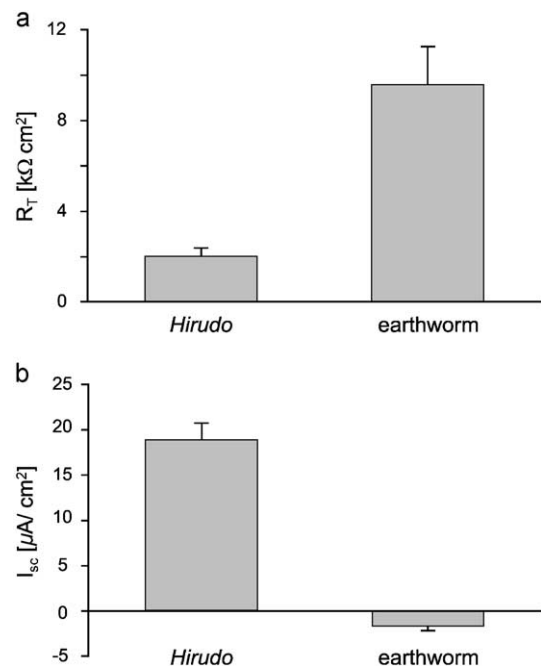 a
12
8
4
0
R_T [kΩ cm²]
Hirudo earthworm
b
25
20
15
10
5
0
-5
I_sc [µA/ cm²]
Hirudo earthworm